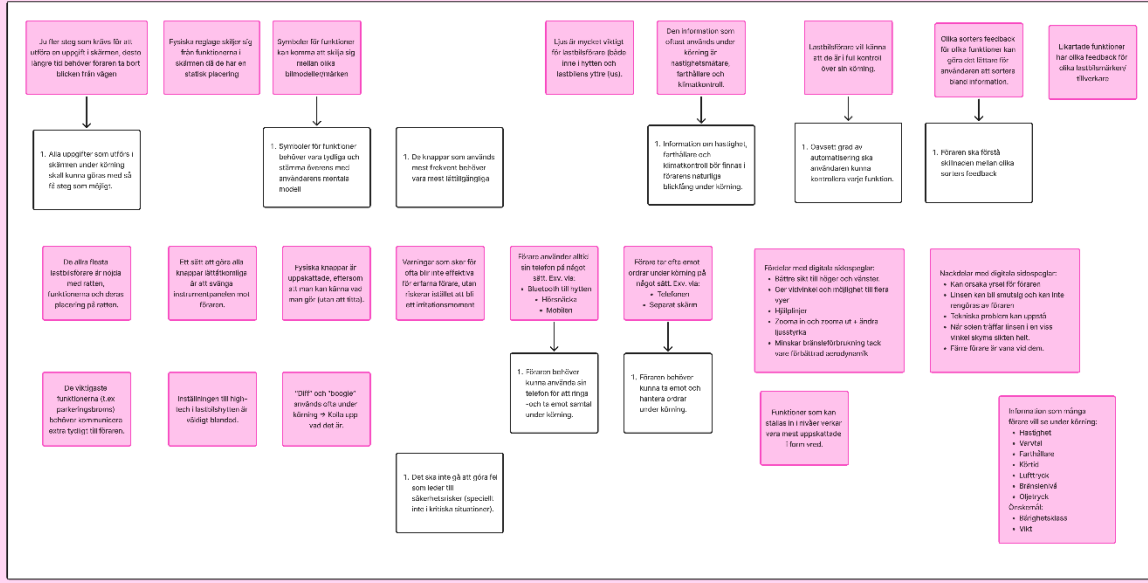 Ju fler steg som krävs för att
utföra en uppgift i skärmen, desto
längre tid behöver föraren ta bort
blicken från vägen
Fysiska reglage skiljer sig
från funktionerna i
skärmen då de har en
statisk placering
Symboler för funktioner
kan komma att skilja sig
mellan olika
bilmodeller/märken
Ljus är mycket viktigt
för lastbilsförare (både
inne i hytten och
lastbilens yttre ljus).
Den information som
oftast används under
körning är
hastighetsmätare,
farthållare och
klimatkontroll.
Lastbilsförare vill känna
att de är i full kontroll
över sin körning.
Olika sorters feedback
för olika funktioner kan
göra det lättare för
användaren att sortera
bland information.
Likartade funktioner
har olika feedback för
olika lastbilsmärken/
tillverkare
1. Alla uppgifter som utförs i
skärmen under körning
skall kunna göras med så
få steg som möjligt.
1. Symboler för funktioner
behöver vara tydliga och
stämma överens med
användarens mentala
modell
1. De knappar som används
mest frekvent behöver
vara mest lättillgängliga
1. Information om hastighet,
farthållare och
klimatkontroll bör finnas i
förarens naturliga
blickfång under körning.
1. Oavsett grad av
automatisering ska
användaren kunna
kontrollera varje funktion.
1. Föraren ska förstå
skillnaden mellan olika
sorters feedback
De allra flesta
lastbilsförare är nöjda
med ratten,
funktionerna och deras
placering på ratten.
Ett sätt att göra alla
knappar lättåtkomliga
är att svänga
instrumentpanelen mot
föraren.
Fysiska knappar är
uppskattade, eftersom
att man kan känna vad
man gör (utan att titta).
Varningar som sker för
ofta blir inte effektiva
för erfarna förare, utan
riskerar istället att bli
ett irritationsmoment
Förare använder alltid
sin telefon på något
sätt. Exv. via:
• Bluetooth till hytten
• Hörsnäcka
• Mobilen
Förare tar ofta emot
ordrar under körning på
något sätt. Exv. via:
• Telefonen
• Separat skärm
Fördelar med digitala sidospeglar:
• Bättre sikt till höger och vänster.
• Ger vidvinkel och möjlighet till flera
vyer
• Hjälplinjer
• Zooma in och zooma ut + ändra
ljusstyrka
• Minskar bränsleförbrukning tack
vare förbättrad aerodynamik
Nackdelar med digitala sidospeglar:
• Kan orsaka yrsel för föraren
• Linsen kan bli smutsig och kan inte
rengöras av föraren
• Tekniska problem kan uppstå
• När solen träffar linsen i en viss
vinkel skyms sikten helt.
• Färre förare är vana vid dem.
1. Föraren behöver
kunna använda sin
telefon för att ringa
-och ta emot samtal
under körning.
1. Föraren behöver
kunna ta emot och
hantera ordrar
under körning.
De viktigaste
funktionerna (t.ex
parkeringsbroms)
behöver kommunicera
extra tydligt till föraren.
Inställningen till high-
tech i lastbilshytten är
väldigt blandad.
"Diff" och "boogie"
används ofta under
körning → Kolla upp
vad det är.
Funktioner som kan
ställas in i nivåer verkar
vara mest uppskattade
i form vred.
Information som många
förare vill se under körning:
• Hastighet
• Varvtal
• Farthållare
• Körtid
• Lufttryck
• Bränslenivå
• Oljetryck
Önskemål:
• Bärighetsklass
• Vikt
1. Det ska inte gå att göra fel
som leder till
säkerhetsrisker (speciellt
inte i kritiska situationer).